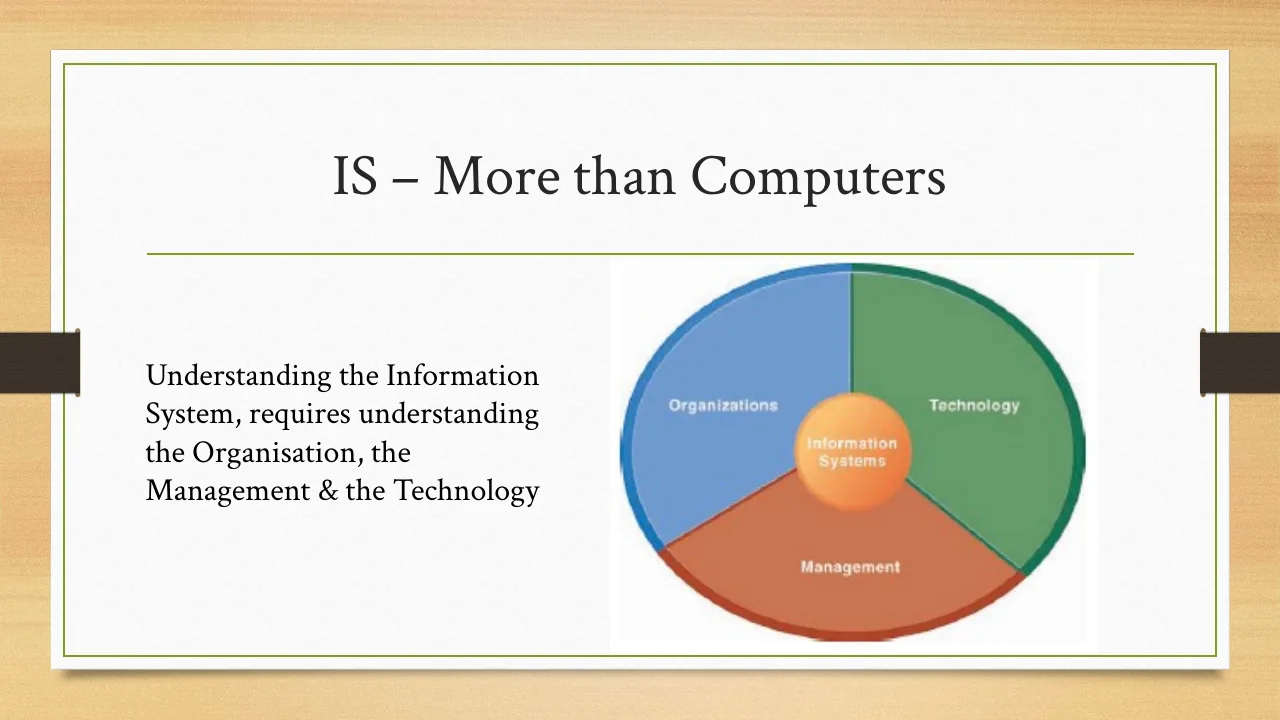 IS – More than Computers
Understanding the Information
System, requires understanding
the Organisation, the
Management & the Technology
Organizations
Technology
Information
Systems
Management